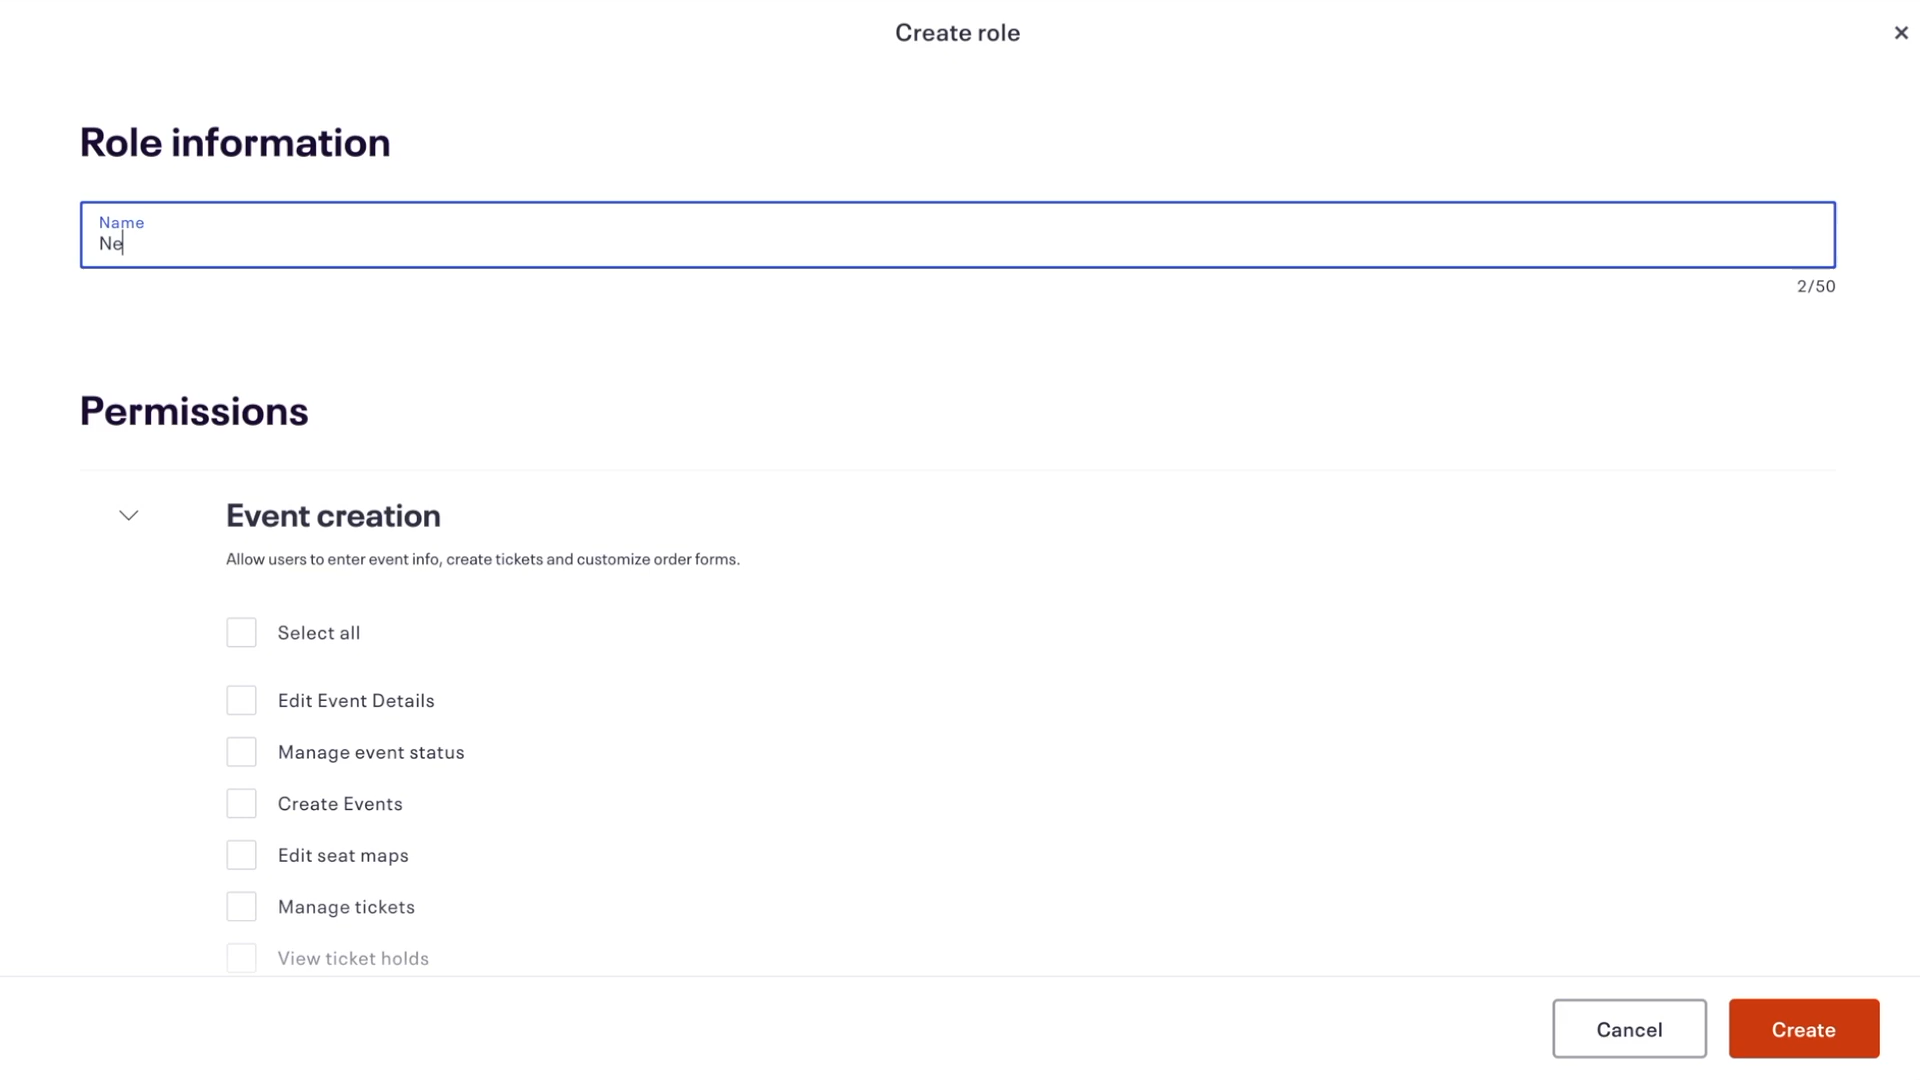 Create role
Role information
Name
Ne
2/50
Permissions
Event creation
Allow users to enter event info, create tickets and customize order forms.
Select all
Edit Event Details
Manage event status
Create Events
Edit seat maps
Manage tickets
View ticket holds
Cancel
Create